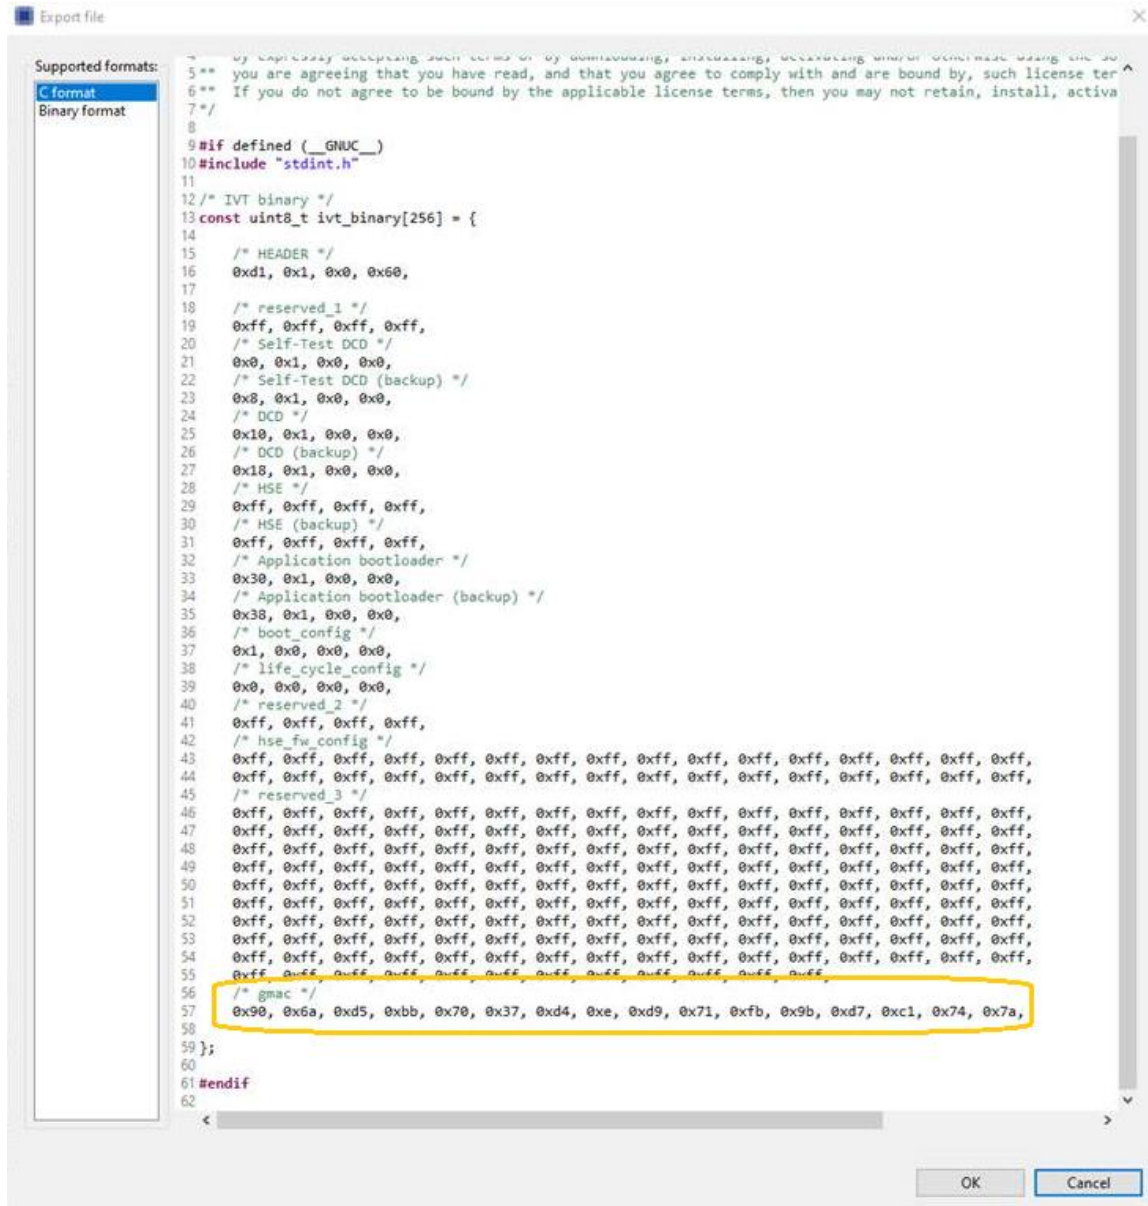 Export file
Supported formats:
C format
Binary format
5 ** you are agreeing that you have read, and that you agree to comply with and are bound by, such license ter
6 ** If you do not agree to be bound by the applicable license terms, then you may not retain, install, activa
7 */
8
9 #if defined (__GNUC__)
10 #include "stdint.h"
11
12 /* IVT binary */
13 const uint8_t ivt_binary[256] = {
14
15 /* HEADER */
16 0xd1, 0x1, 0x0, 0x60,
17
18 /* reserved_1 */
19 0xff, 0xff, 0xff, 0xff,
20 /* Self-Test DCD */
21 0x0, 0x1, 0x0, 0x0,
22 /* Self-Test DCD (backup) */
23 0x8, 0x1, 0x0, 0x0,
24 /* DCD */
25 0x10, 0x1, 0x0, 0x0,
26 /* DCD (backup) */
27 0x18, 0x1, 0x0, 0x0,
28 /* HSE */
29 0xff, 0xff, 0xff, 0xff,
30 /* HSE (backup) */
31 0xff, 0xff, 0xff, 0xff,
32 /* Application bootloader */
33 0x30, 0x1, 0x0, 0x0,
34 /* Application bootloader (backup) */
35 0x38, 0x1, 0x0, 0x0,
36 /* boot_config */
37 0x1, 0x0, 0x0, 0x0,
38 /* life_cycle_config */
39 0x0, 0x0, 0x0, 0x0,
40 /* reserved_2 */
41 0xff, 0xff, 0xff, 0xff,
42 /* hse_fw_config */
43 0xff, 0xff, 0xff, 0xff, 0xff, 0xff, 0xff, 0xff, 0xff, 0xff, 0xff, 0xff, 0xff, 0xff, 0xff, 0xff,
44 0xff, 0xff, 0xff, 0xff, 0xff, 0xff, 0xff, 0xff, 0xff, 0xff, 0xff, 0xff, 0xff, 0xff, 0xff, 0xff,
45 /* reserved_3 */
46 0xff, 0xff, 0xff, 0xff, 0xff, 0xff, 0xff, 0xff, 0xff, 0xff, 0xff, 0xff, 0xff, 0xff, 0xff, 0xff,
47 0xff, 0xff, 0xff, 0xff, 0xff, 0xff, 0xff, 0xff, 0xff, 0xff, 0xff, 0xff, 0xff, 0xff, 0xff, 0xff,
48 0xff, 0xff, 0xff, 0xff, 0xff, 0xff, 0xff, 0xff, 0xff, 0xff, 0xff, 0xff, 0xff, 0xff, 0xff, 0xff,
49 0xff, 0xff, 0xff, 0xff, 0xff, 0xff, 0xff, 0xff, 0xff, 0xff, 0xff, 0xff, 0xff, 0xff, 0xff, 0xff,
50 0xff, 0xff, 0xff, 0xff, 0xff, 0xff, 0xff, 0xff, 0xff, 0xff, 0xff, 0xff, 0xff, 0xff, 0xff, 0xff,
51 0xff, 0xff, 0xff, 0xff, 0xff, 0xff, 0xff, 0xff, 0xff, 0xff, 0xff, 0xff, 0xff, 0xff, 0xff, 0xff,
52 0xff, 0xff, 0xff, 0xff, 0xff, 0xff, 0xff, 0xff, 0xff, 0xff, 0xff, 0xff, 0xff, 0xff, 0xff, 0xff,
53 0xff, 0xff, 0xff, 0xff, 0xff, 0xff, 0xff, 0xff, 0xff, 0xff, 0xff, 0xff, 0xff, 0xff, 0xff, 0xff,
54 0xff, 0xff, 0xff, 0xff, 0xff, 0xff, 0xff, 0xff, 0xff, 0xff, 0xff, 0xff, 0xff, 0xff, 0xff, 0xff,
55 0xff, 0xff, 0xff, 0xff, 0xff, 0xff, 0xff, 0xff, 0xff, 0xff, 0xff, 0xff,
56 /* gmac */
57 0x90, 0x6a, 0xd5, 0xbb, 0x70, 0x37, 0xd4, 0xe, 0xd9, 0x71, 0xfb, 0x9b, 0xd7, 0xc1, 0x74, 0x7a,
58
59 };
60
61 #endif
62
OK
Cancel